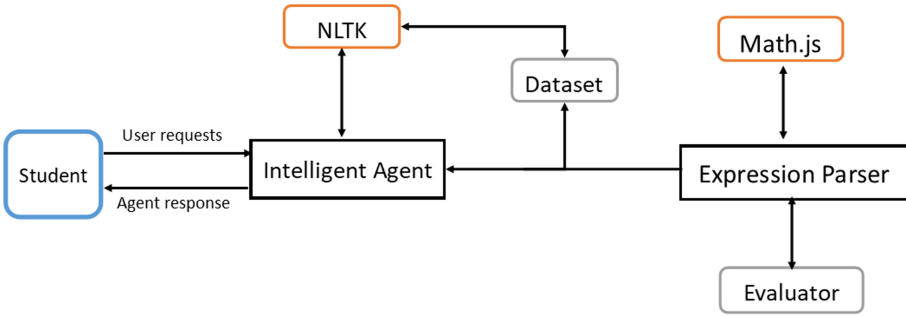 NLTK
Math.js
Dataset
User requests
Student
Intelligent Agent
Expression Parser
Agent response
Evaluator